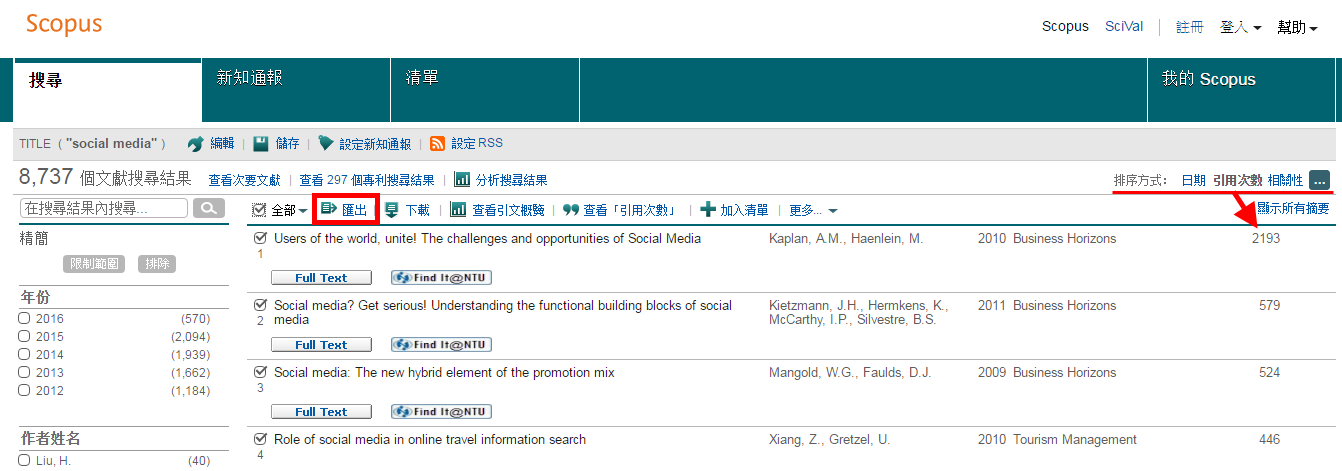 Scopus
Scopus SciVal 註冊 登入 幫助
搜尋 新知通報 清單 我的 Scopus
TITLE ( "social media" ) 編輯 儲存 設定新知通報 設定 RSS
8,737 個文獻搜尋結果 查看次要文獻 查看 297 個專利搜尋結果 分析搜尋結果 排序方式: 日期 引用次數 相關性 ...
在搜尋結果內搜尋... 全部 匯出 下載 查看引文概覽 查看「引用次數」 加入清單 更多... 顯示所有摘要
精簡
限制範圍 排除
年份
2016 (570)
2015 (2,094)
2014 (1,939)
2013 (1,662)
2012 (1,184)
作者姓名
Liu, H. (40)
Users of the world, unite! The challenges and opportunities of Social Media Kaplan, A.M., Haenlein, M. 2010 Business Horizons 2193
1
Full Text Find It@NTU
Social media? Get serious! Understanding the functional building blocks of social Kietzmann, J.H., Hermkens, K., 2011 Business Horizons 579
2 media McCarthy, I.P., Silvestre, B.S.
Full Text Find It@NTU
Social media: The new hybrid element of the promotion mix Mangold, W.G., Faulds, D.J. 2009 Business Horizons 524
3
Full Text Find It@NTU
Role of social media in online travel information search Xiang, Z., Gretzel, U. 2010 Tourism Management 446
4